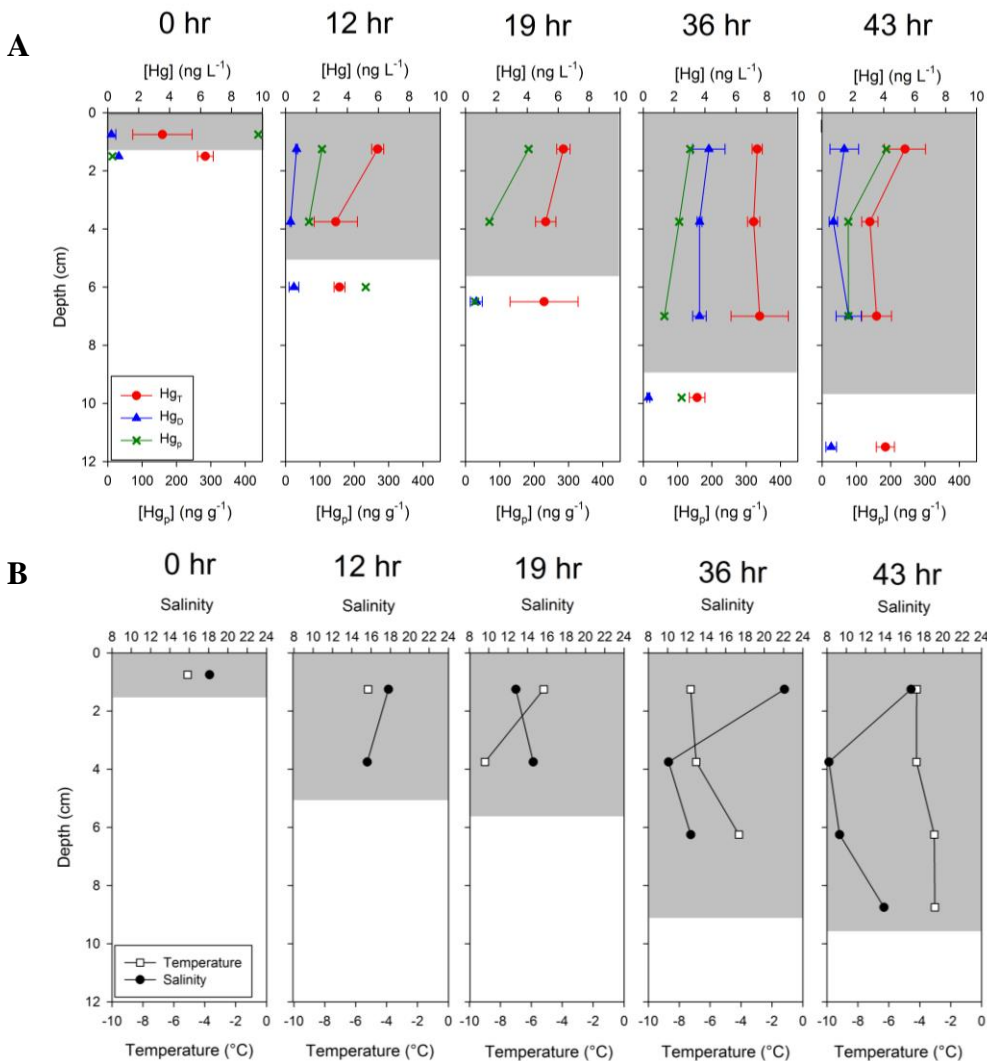 A
0 hr 12 hr 19 hr 36 hr 43 hr
[Hg] (ng L⁻¹) [Hg] (ng L⁻¹) [Hg] (ng L⁻¹) [Hg] (ng L⁻¹) [Hg] (ng L⁻¹)
0 2 4 6 8 10 0 2 4 6 8 10 0 2 4 6 8 10 0 2 4 6 8 10 0 2 4 6 8 10
0
2
4
6
8
10
12
Depth (cm)
Hg_T
Hg_D
Hg_p
0 100 200 300 400 0 100 200 300 400 0 100 200 300 400 0 100 200 300 400 0 100 200 300 400
[Hg_p] (ng g⁻¹) [Hg_p] (ng g⁻¹) [Hg_p] (ng g⁻¹) [Hg_p] (ng g⁻¹) [Hg_p] (ng g⁻¹)
B
0 hr 12 hr 19 hr 36 hr 43 hr
Salinity Salinity Salinity Salinity Salinity
8 10 12 14 16 18 20 22 24 8 10 12 14 16 18 20 22 24 8 10 12 14 16 18 20 22 24 8 10 12 14 16 18 20 22 24 8 10 12 14 16 18 20 22 24
0
2
4
6
8
10
12
Depth (cm)
Temperature
Salinity
-10 -8 -6 -4 -2 0 -10 -8 -6 -4 -2 0 -10 -8 -6 -4 -2 0 -10 -8 -6 -4 -2 0 -10 -8 -6 -4 -2 0
Temperature (°C) Temperature (°C) Temperature (°C) Temperature (°C) Temperature (°C)